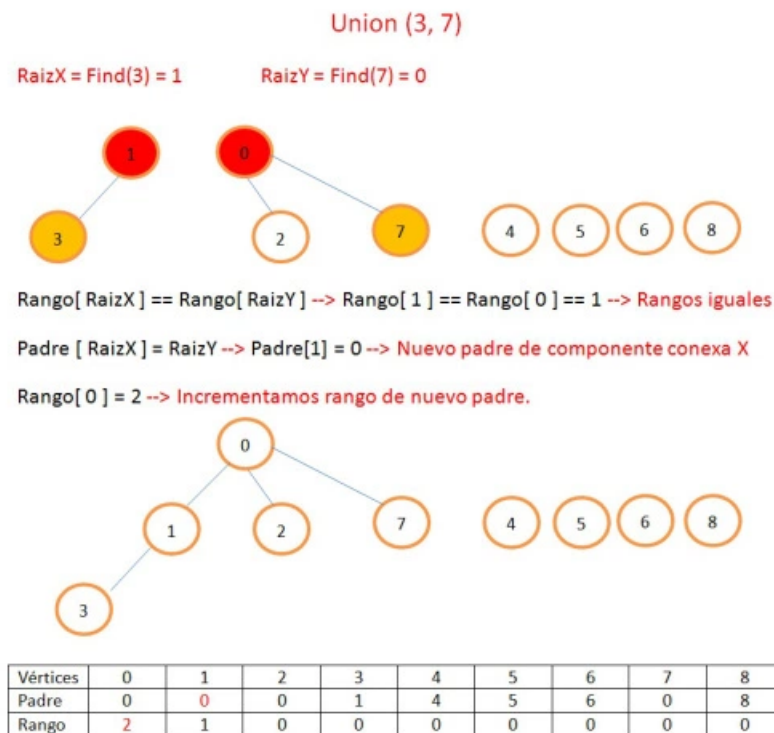 Union (3, 7)
RaizX = Find(3) = 1 RaizY = Find(7) = 0
1 0
3 2 7 4 5 6 8
Rango[ RaizX ] == Rango[ RaizY ] --> Rango[ 1 ] == Rango[ 0 ] == 1 --> Rangos iguales
Padre [ RaizX ] = RaizY --> Padre[1] = 0 --> Nuevo padre de componente conexa X
Rango[ 0 ] = 2 --> Incrementamos rango de nuevo padre.
0
1 2 7 4 5 6 8
3
Vértices 0 1 2 3 4 5 6 7 8
Padre 0 0 0 1 4 5 6 0 8
Rango 2 1 0 0 0 0 0 0 0